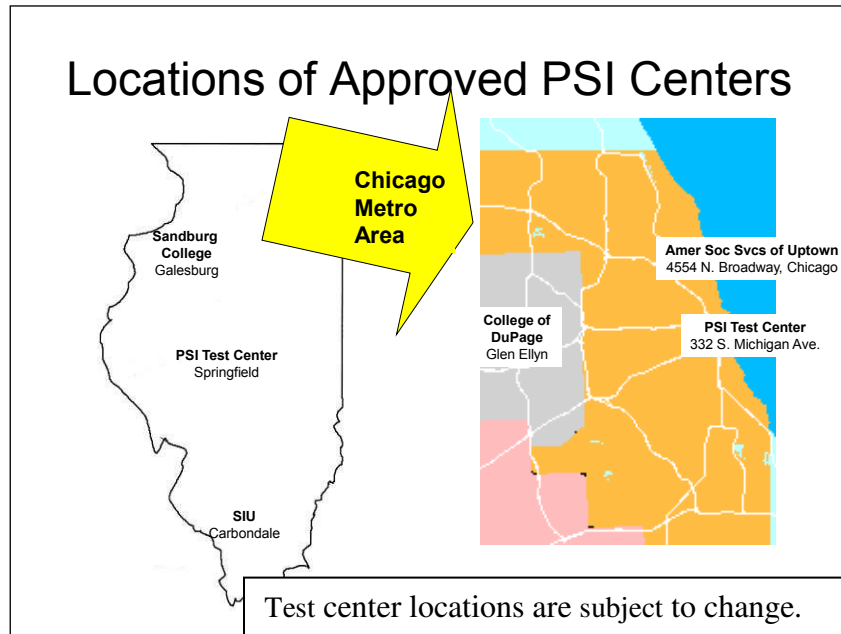 Locations of Approved PSI Centers
Chicago
Metro
Area
Sandburg
College
Galesburg
PSI Test Center
Springfield
SIU
Carbondale
Amer Soc Svcs of Uptown
4554 N. Broadway, Chicago
College of
DuPage
Glen Ellyn
PSI Test Center
332 S. Michigan Ave.
Test center locations are subject to change.